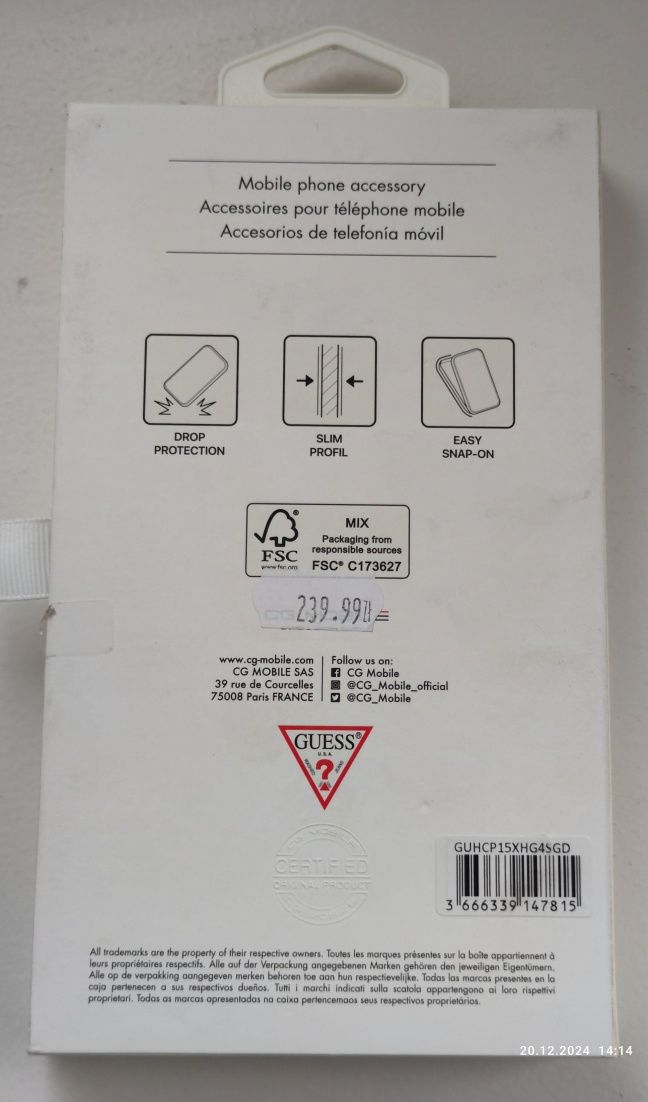 Mobile phone accessory
Accessoires pour téléphone mobile
Accesorios de telefonía móvil
DROP
PROTECTION
SLIM
PROFIL
EASY
SNAP-ON
FSC
www.fsc.org
MIX
Packaging from
responsible sources
FSC® C173627
239.99zł
www.cg-mobile.com
CG MOBILE SAS
39 rue de Courcelles
75008 Paris FRANCE
Follow us on:
CG Mobile
@CG_Mobile_official
@CG_Mobile
GUESS®
U.S.A.
?
CERTIFIED
ORIGINAL PRODUCT
GUHCP15XHG4SGD
3 666339 147815
All trademarks are the property of their respective owners. Toutes les marques présentes sur la boîte appartiennent à
leurs propriétaires respectifs. Alle auf der Verpackung angegebenen Marken gehören den jeweiligen Eigentümern.
Alle op de verpakking aangegeven merken behoren toe aan hun respectievelijke. Todas las marcas presentes en la
caja pertenecen a sus respectivos dueños. Tutti i marchi indicati sulla scatola appartengono ai loro rispettivi
proprietari. Todas as marcas apresentadas na caixa pertencemaos seus respectivos proprietários.
20.12.2024 14:14